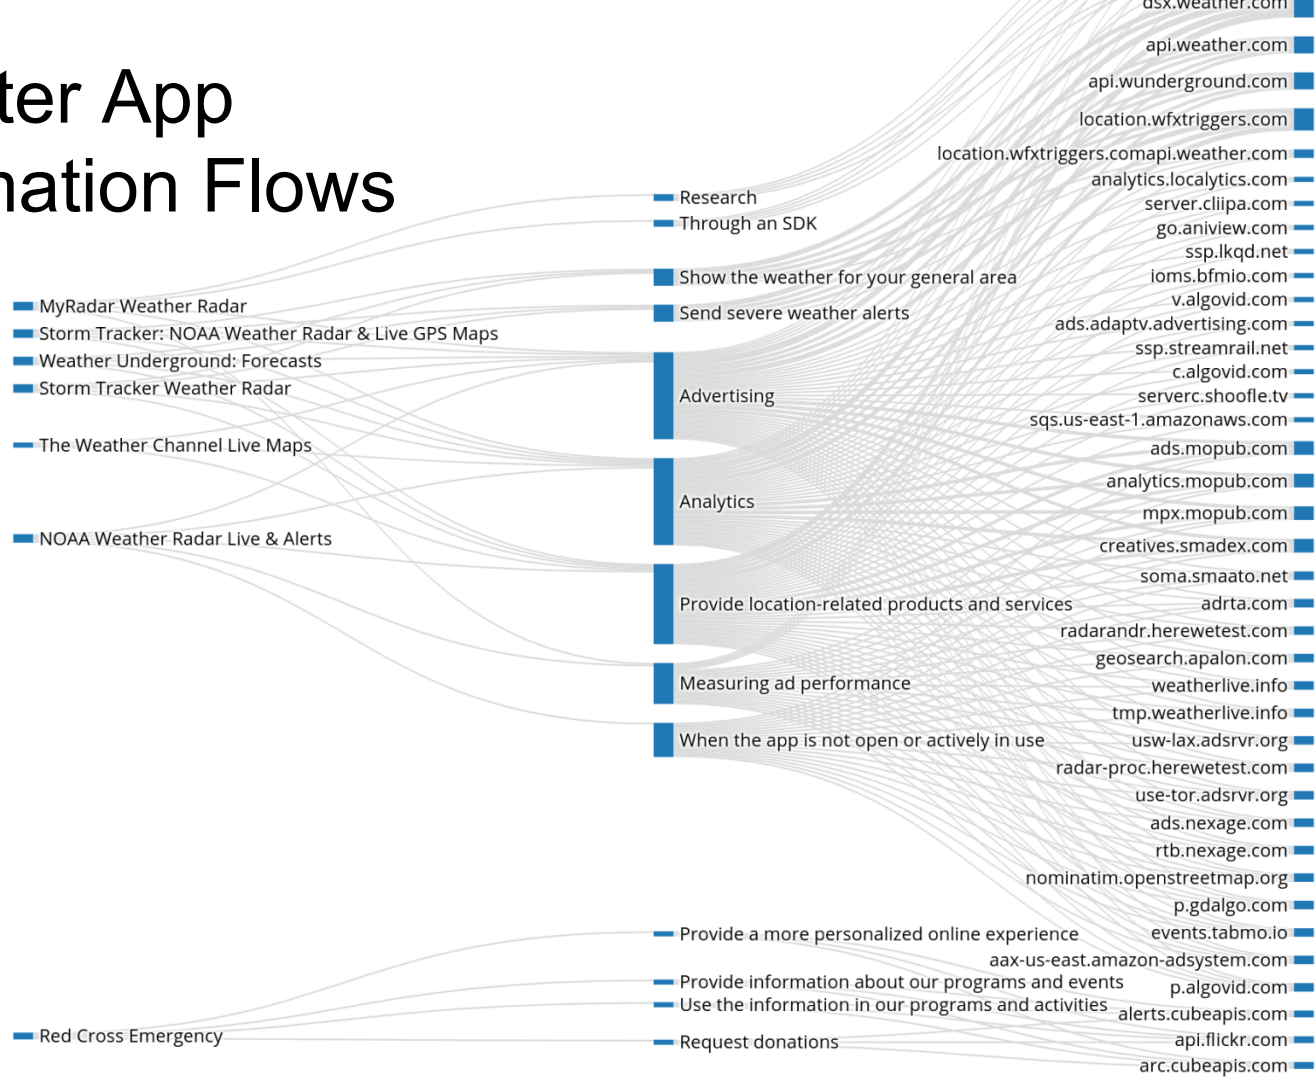 ter App
nation Flows
MyRadar Weather Radar
Storm Tracker: NOAA Weather Radar & Live GPS Maps
Weather Underground: Forecasts
Storm Tracker Weather Radar
The Weather Channel Live Maps
NOAA Weather Radar Live & Alerts
Red Cross Emergency
Research
Through an SDK
Show the weather for your general area
Send severe weather alerts
Advertising
Analytics
Provide location-related products and services
Measuring ad performance
When the app is not open or actively in use
Provide a more personalized online experience
Provide information about our programs and events
Use the information in our programs and activities
Request donations
dsx.weather.com
api.weather.com
api.wunderground.com
location.wfxtriggers.com
location.wfxtriggers.comapi.weather.com
analytics.localytics.com
server.cliipa.com
go.aniview.com
ssp.lkqd.net
ioms.bfmio.com
v.algovid.com
ads.adaptv.advertising.com
ssp.streamrail.net
c.algovid.com
serverc.shoofle.tv
sqs.us-east-1.amazonaws.com
ads.mopub.com
analytics.mopub.com
mpx.mopub.com
creatives.smadex.com
soma.smaato.net
adrta.com
radarandr.herewetest.com
geosearch.apalon.com
weatherlive.info
tmp.weatherlive.info
usw-lax.adsrvr.org
radar-proc.herewetest.com
use-tor.adsrvr.org
ads.nexage.com
rtb.nexage.com
nominatim.openstreetmap.org
p.gdalgo.com
events.tabmo.io
aax-us-east.amazon-adsystem.com
p.algovid.com
alerts.cubeapis.com
api.flickr.com
arc.cubeapis.com